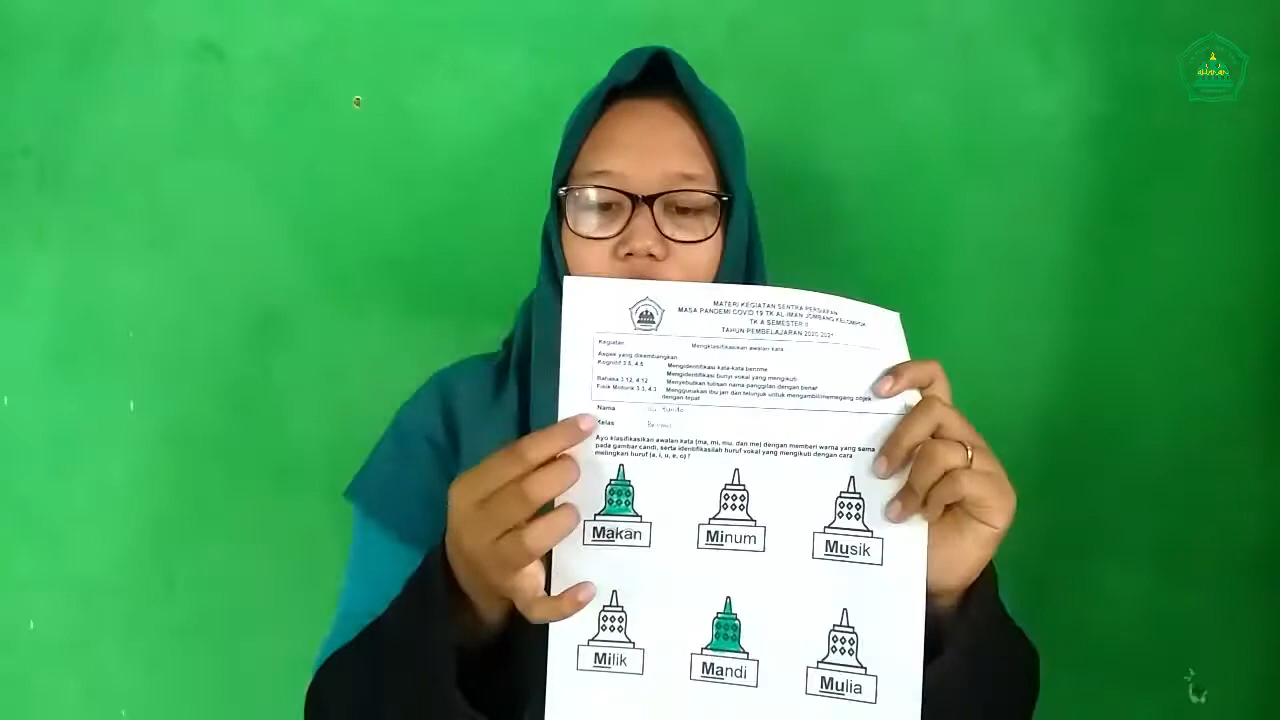 MATERI KEGIATAN SENTRA PERSIAPAN
MASA PANDEMI COVID 19 TK AL-IMAN JOMBANG KELOMPOK
TK A SEMESTER II
TAHUN PEMBELAJARAN 2020-2021
Kegiatan Mengklasifikasikan awalan kata
Aspek yang dikembangkan
Kognitif 3.6, 4.6 Mengidentifikasi kata-kata benzme
Mengidentifikasi bunyi vokal yang mengikuti
Bahasa 3.12, 4.12 Menyebutkan tulisan nama panggilan dengan benar
Fisik Motorik 3.3, 4.3 Menggunakan ibu jari dan telunjuk untuk mengambil/memegang objek
dengan tepat
Nama
Kelas
Ayo klasifikasikan awalan kata (ma, mi, mu, dan me) dengan memberi warna yang sama
pada gambar candi, serta identifikasilah huruf vokal yang mengikuti dengan cara
melingkari huruf (a, i, u, e, o) !
Makan Minum Musik
Milik Mandi Mulia